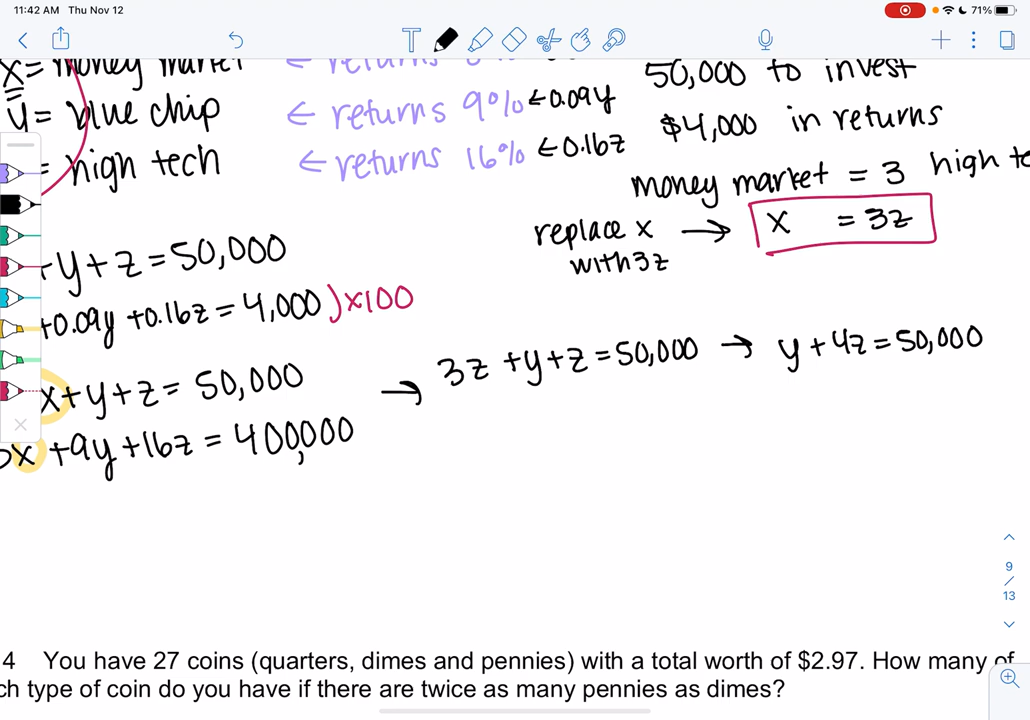 11:42 AM Thu Nov 12
71%
x = money market ← returns
50,000 to invest
y = blue chip ← returns 9% ← 0.09y
$4,000 in returns
= high tech ← returns 16% ← 0.16z
money market = 3 high te
replace x → x = 3z
with 3z
+y+z = 50,000
+0.09y +0.16z = 4,000 ) x100
x+y+z = 50,000 → 3z +y+z = 50,000 → y + 4z = 50,000
x +9y +16z = 400,000
9
/
13
4 You have 27 coins (quarters, dimes and pennies) with a total worth of $2.97. How many of
ch type of coin do you have if there are twice as many pennies as dimes?